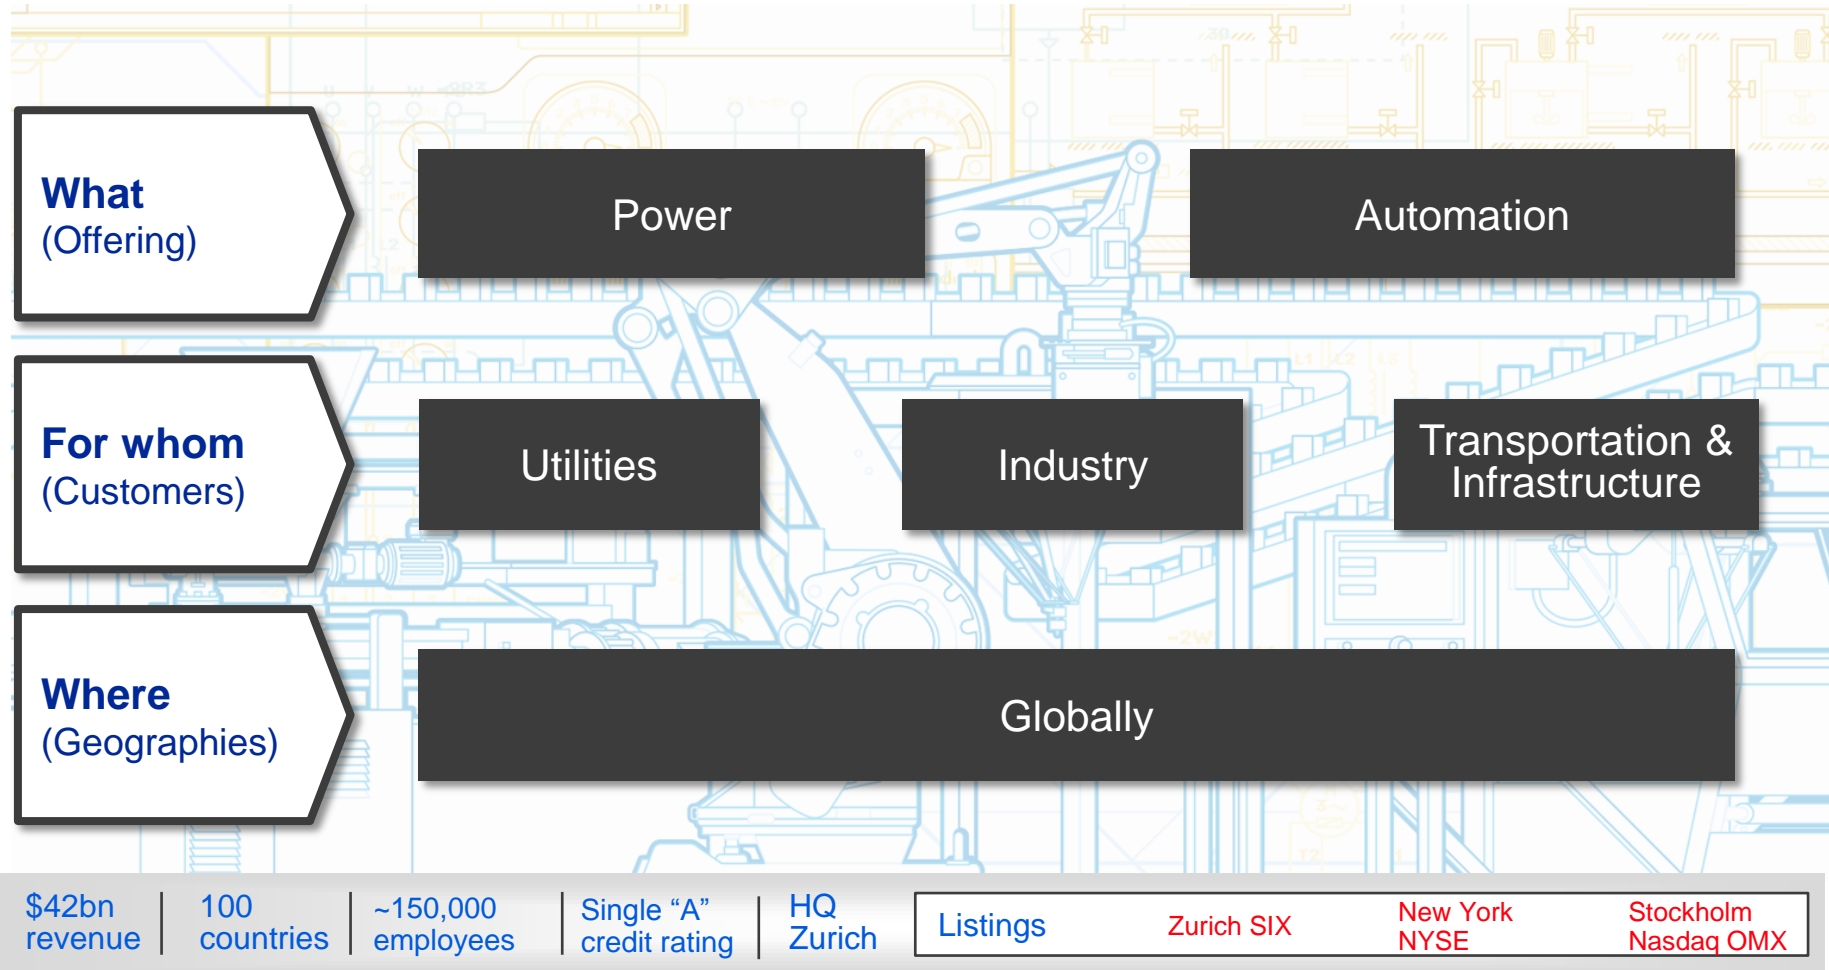 What
(Offering)
Power
Automation
For whom
(Customers)
Utilities
Industry
Transportation &
Infrastructure
Where
(Geographies)
Globally
$42bn
revenue
100
countries
~150,000
employees
Single “A”
credit rating
HQ
Zurich
Listings
Zurich SIX
New York
NYSE
Stockholm
Nasdaq OMX